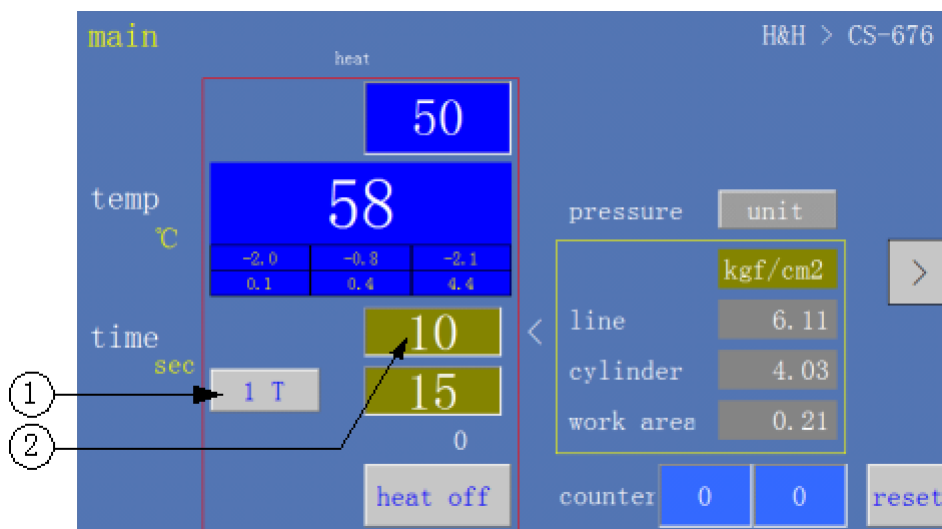 main
H&H > CS-676
heat
50
temp
℃
58
-2.0 -0.8 -2.1
0.1 0.4 4.4
pressure unit
kgf/cm2
>
time
sec
10
<
line 6.11
1
1 T
15
cylinder 4.03
2
0
work area 0.21
heat off
counter 0 0
reset